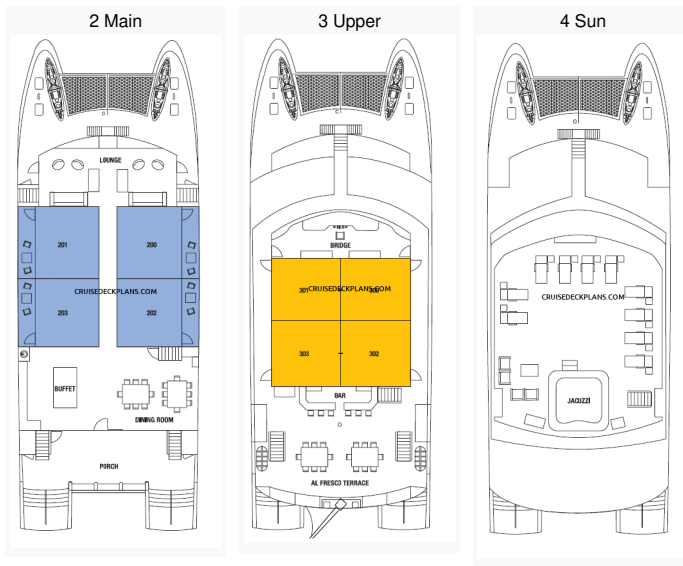 2 Main
LOUNGE
201
200
CRUISEDECKPLANS.COM
203
202
BUFFET
DINING ROOM
PORCH
3 Upper
BRIDGE
301
CRUISEDECKPLANS.COM
303
302
BAR
AL FRESCO TERRACE
4 Sun
CRUISEDECKPLANS.COM
JACUZZI